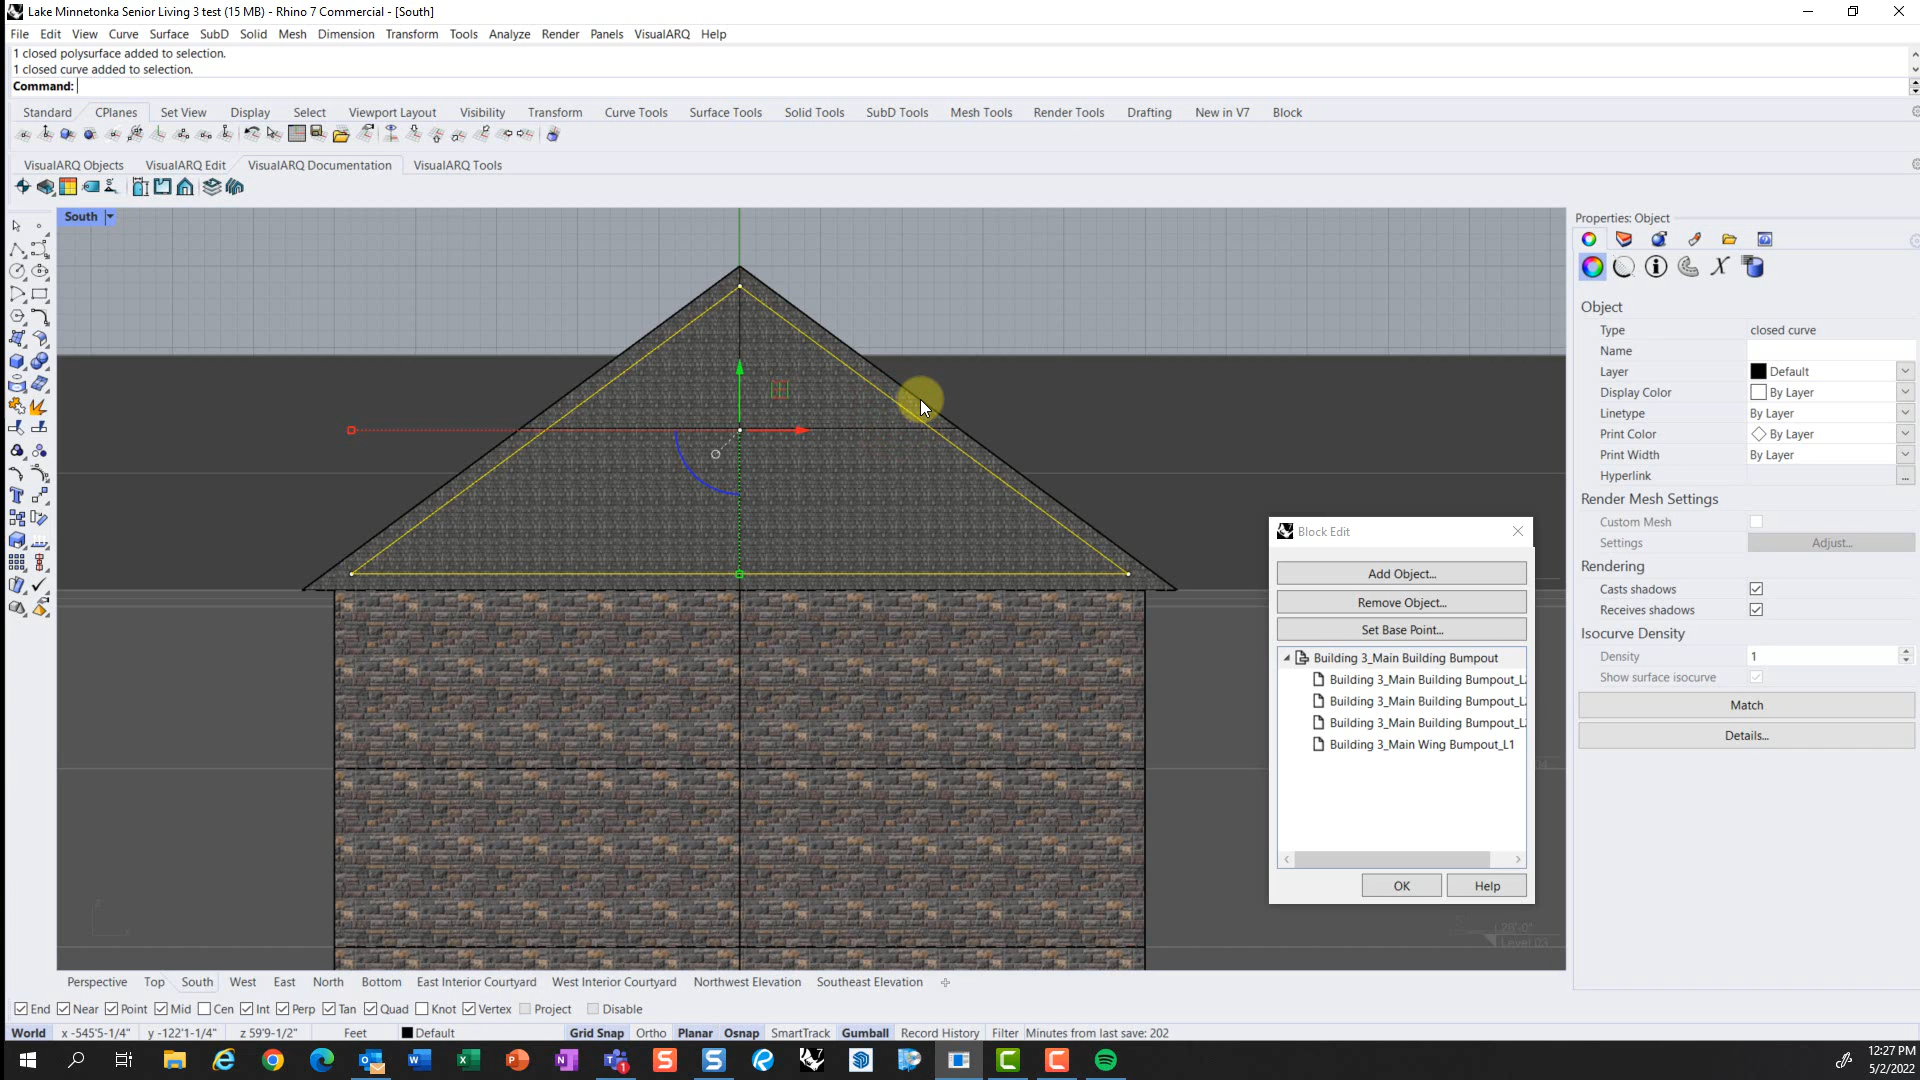 Lake Minnetonka Senior Living 3 test (15 MB) - Rhino 7 Commercial - [South]
File Edit View Curve Surface SubD Solid Mesh Dimension Transform Tools Analyze Render Panels VisualARQ Help
1 closed polysurface added to selection.
1 closed curve added to selection.
Command:
Standard CPlanes Set View Display Select Viewport Layout Visibility Transform Curve Tools Surface Tools Solid Tools SubD Tools Mesh Tools Render Tools Drafting New in V7 Block
VisualARQ Objects VisualARQ Edit VisualARQ Documentation VisualARQ Tools
South
Properties: Object
Object
Type closed curve
Name
Layer Default
Display Color By Layer
Linetype By Layer
Print Color By Layer
Print Width By Layer
Hyperlink ...
Render Mesh Settings
Custom Mesh
Settings Adjust...
Rendering
Casts shadows
Receives shadows
Isocurve Density
Density 1
Show surface isocurve
Match
Details...
Block Edit
Add Object...
Remove Object...
Set Base Point...
Building 3_Main Building Bumpout
Building 3_Main Building Bumpout_L
Building 3_Main Building Bumpout_L
Building 3_Main Building Bumpout_L
Building 3_Main Wing Bumpout_L1
OK Help
Level 03
Perspective Top South West East North Bottom East Interior Courtyard West Interior Courtyard Northwest Elevation Southeast Elevation
End Near Point Mid Cen Int Perp Tan Quad Knot Vertex Project Disable
World x -545'5-1/4" y -122'1-1/4" z 59'9-1/2" Feet Default Grid Snap Ortho Planar Osnap SmartTrack Gumball Record History Filter Minutes from last save: 202
12:27 PM
5/2/2022